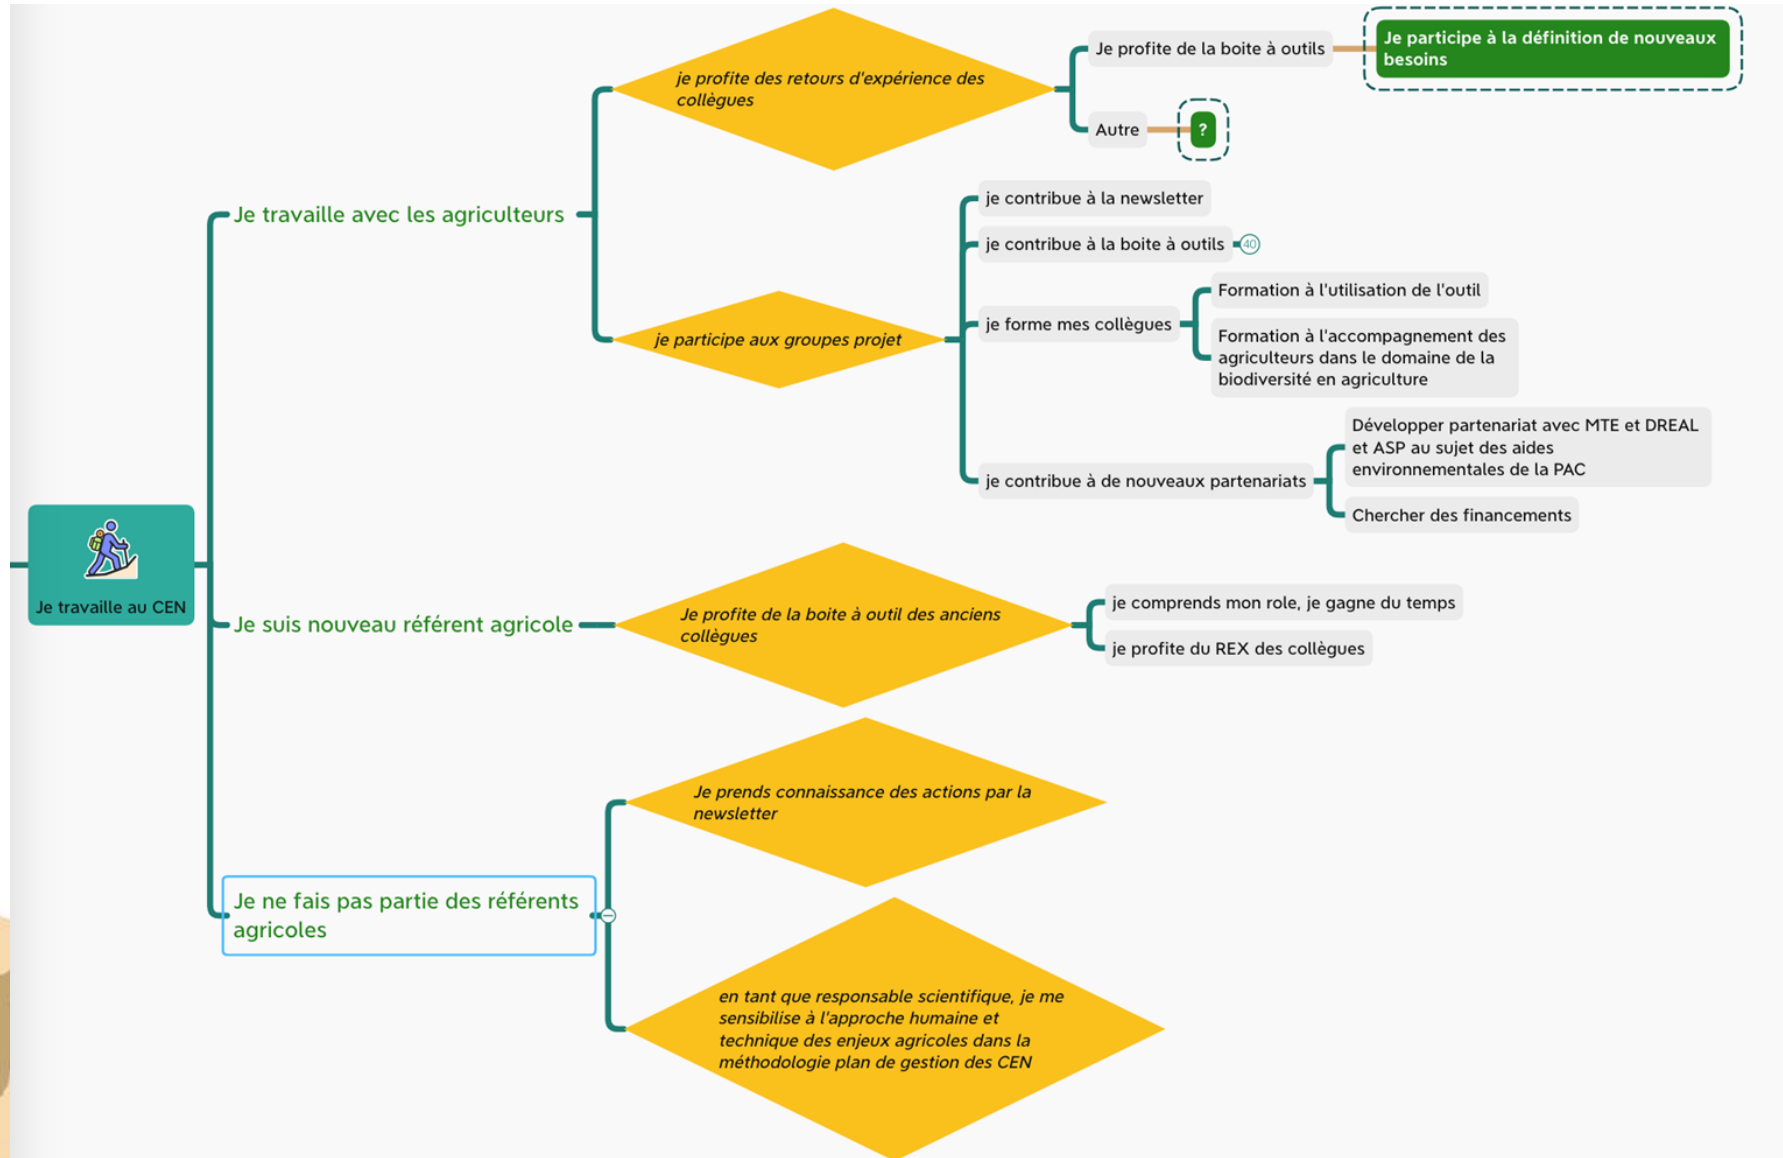 je profite des retours d'expérience des
collègues
Je profite de la boite à outils
Je participe à la définition de nouveaux
besoins
Autre
?
Je travaille avec les agriculteurs
je participe aux groupes projet
je contribue à la newsletter
je contribue à la boite à outils
40
je forme mes collègues
Formation à l'utilisation de l'outil
Formation à l'accompagnement des
agriculteurs dans le domaine de la
biodiversité en agriculture
je contribue à de nouveaux partenariats
Développer partenariat avec MTE et DREAL
et ASP au sujet des aides
environnementales de la PAC
Chercher des financements
Je travaille au CEN
Je suis nouveau référent agricole
Je profite de la boite à outil des anciens
collègues
je comprends mon role, je gagne du temps
je profite du REX des collègues
Je ne fais pas partie des référents
agricoles
Je prends connaissance des actions par la
newsletter
en tant que responsable scientifique, je me
sensibilise à l'approche humaine et
technique des enjeux agricoles dans la
méthodologie plan de gestion des CEN